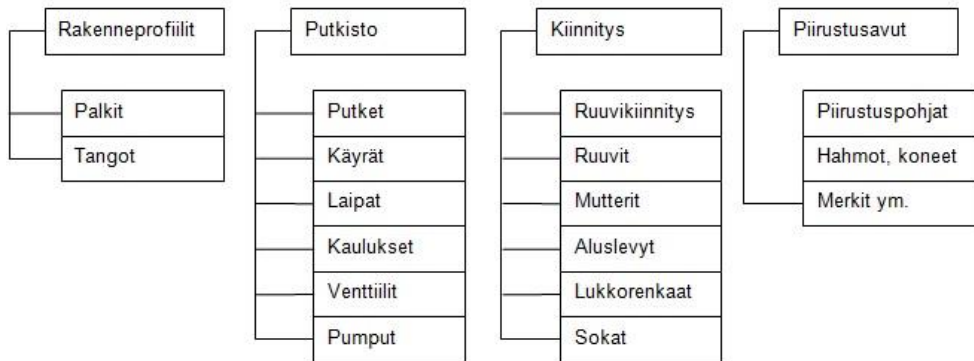 Rakenneprofiilit
Palkit
Tangot
Putkisto
Putket
Käyrät
Laipat
Kaulukset
Venttiilit
Pumput
Kiinnitys
Ruuvikiinnitys
Ruuvit
Mutterit
Aluslevyt
Lukkorenkaat
Sokat
Piirustusavut
Piirustuspohjat
Hahmot, koneet
Merkit ym.